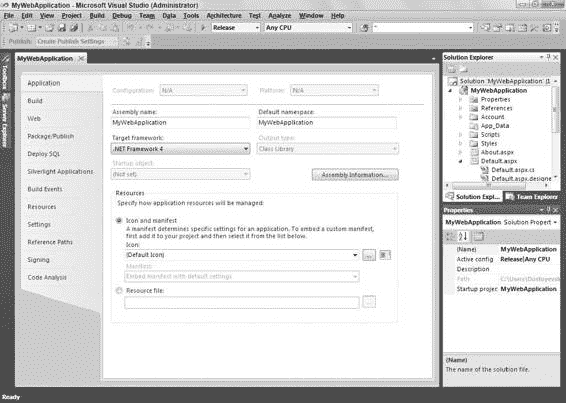 MyWebApplication - Microsoft Visual Studio (Administrator)
File Edit View Project Build Debug Team Data Tools Architecture Test Analyze Window Help
Release Any CPU
Publish: Create Publish Settings
MyWebApplication
Toolbox
Server Explorer
Application
Build
Web
Package/Publish
Deploy SQL
Silverlight Applications
Build Events
Resources
Settings
Reference Paths
Signing
Code Analysis
Configuration: N/A Platform: N/A
Assembly name: Default namespace:
MyWebApplication MyWebApplication
Target framework: Output type:
.NET Framework 4 Class Library
Startup object:
(Not set) Assembly Information...
Resources
Specify how application resources will be managed:
Icon and manifest
A manifest determines specific settings for an application. To embed a custom manifest,
first add it to your project and then select it from the list below.
Icon:
(Default Icon) ...
Manifest:
Embed manifest with default settings
Resource file:
...
Solution Explorer
Solution 'MyWebApplication' (1
MyWebApplication
Properties
References
Account
App_Data
Scripts
Styles
About.aspx
Default.aspx
Default.aspx.cs
Default.aspx.designe
Solution Expl... Team Explorer
Properties
MyWebApplication Solution Propert
(Name) MyWebApplication
Active config Release|Any CPU
Description
Path
Startup projec MyWebApplication
(Name)
The name of the solution file.
Ready